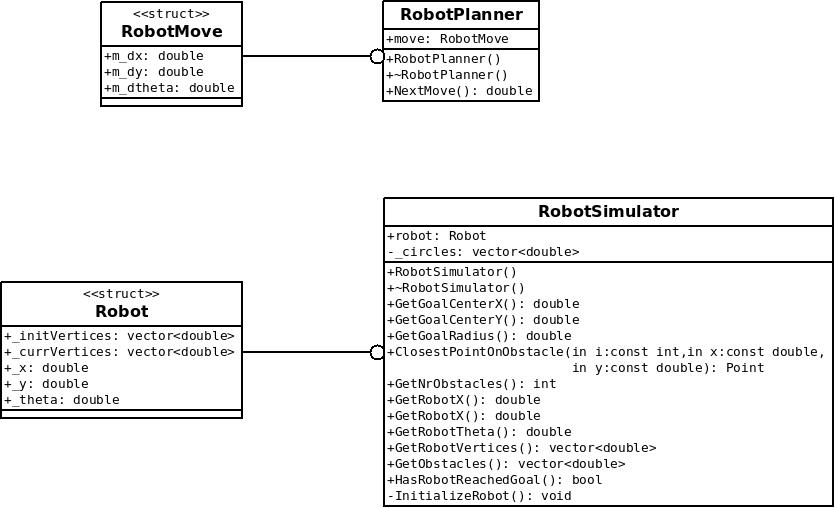 <<struct>>
RobotMove
+m_dx: double
+m_dy: double
+m_dtheta: double
RobotPlanner
+move: RobotMove
+RobotPlanner()
+~RobotPlanner()
+NextMove(): double
<<struct>>
Robot
+_initVertices: vector<double>
+_currVertices: vector<double>
+_x: double
+_y: double
+_theta: double
RobotSimulator
+robot: Robot
-_circles: vector<double>
+RobotSimulator()
+~RobotSimulator()
+GetGoalCenterX(): double
+GetGoalCenterY(): double
+GetGoalRadius(): double
+ClosestPointOnObstacle(in i:const int,in x:const double,
in y:const double): Point
+GetNrObstacles(): int
+GetRobotX(): double
+GetRobotX(): double
+GetRobotTheta(): double
+GetRobotVertices(): vector<double>
+GetObstacles(): vector<double>
+HasRobotReachedGoal(): bool
-InitializeRobot(): void